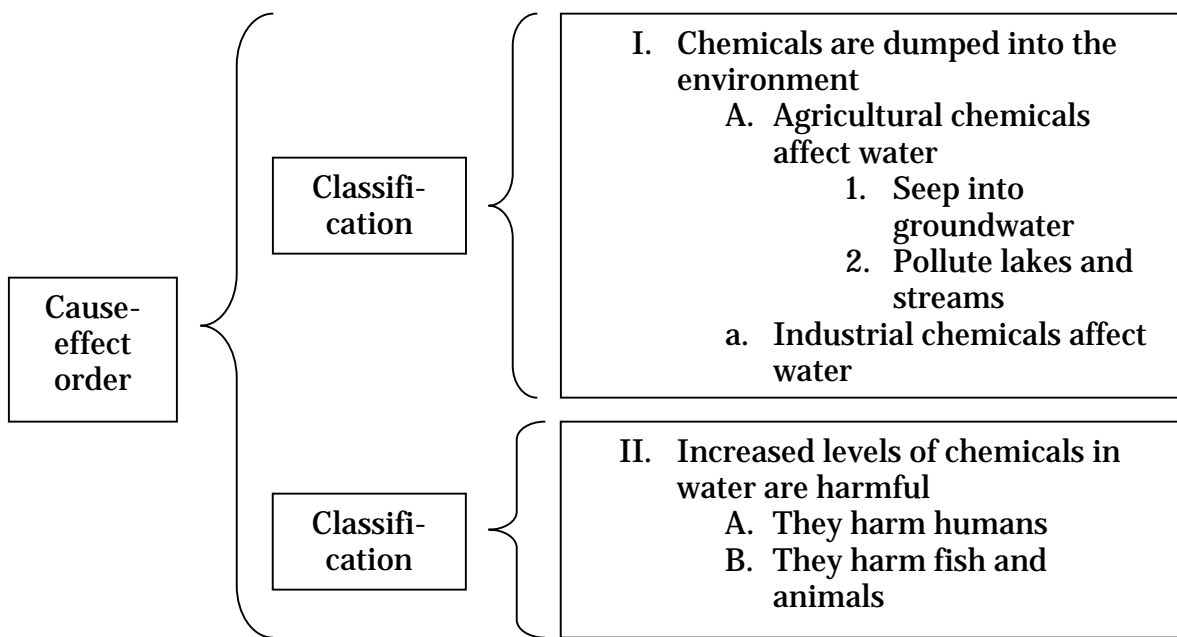 Cause-
effect
order
Classifi-
cation
I. Chemicals are dumped into the
environment
A. Agricultural chemicals
affect water
1. Seep into
groundwater
2. Pollute lakes and
streams
a. Industrial chemicals affect
water
Classifi-
cation
II. Increased levels of chemicals in
water are harmful
A. They harm humans
B. They harm fish and
animals